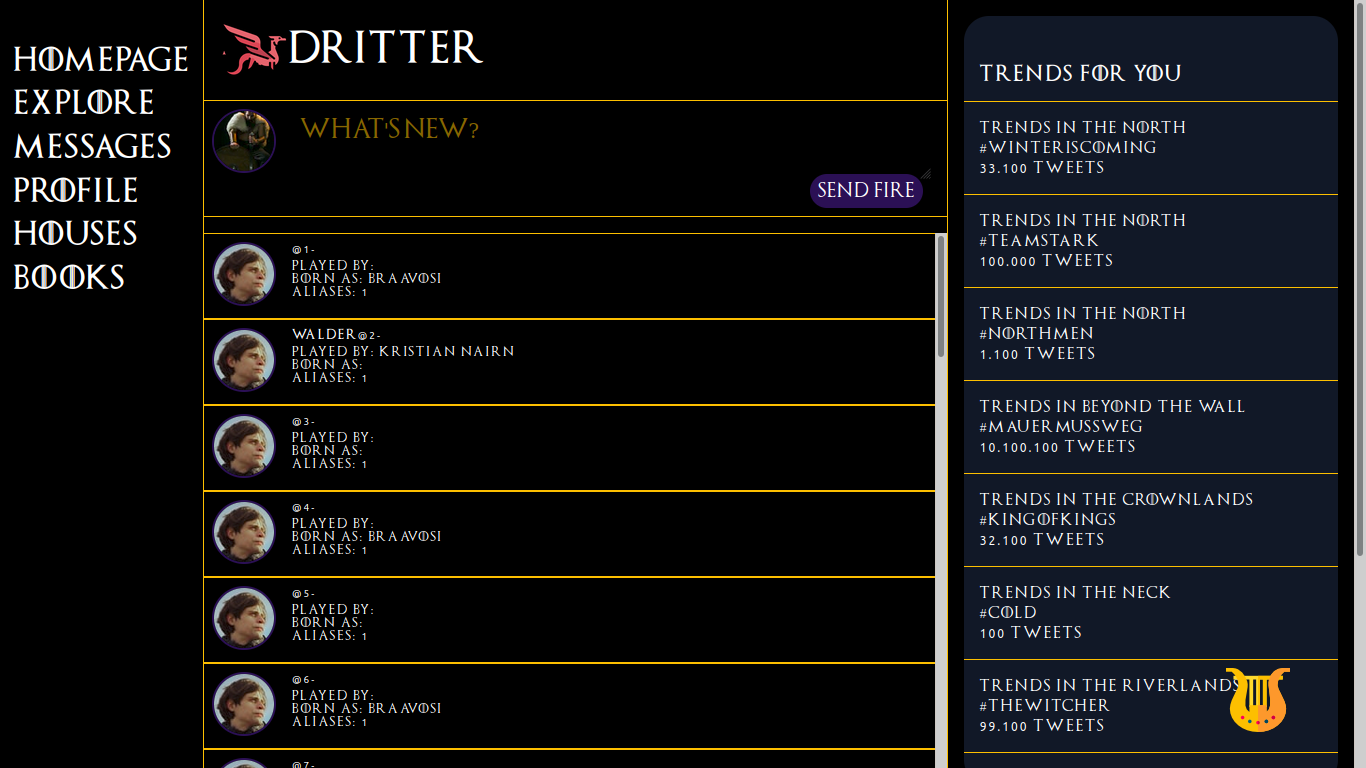 HOMEPAGE
EXPLORE
MESSAGES
PROFILE
HOUSES
BOOKS
DRITTER
WHAT'S NEW?
SEND FIRE
@1-
PLAYED BY:
BORN AS: BRAAVOSI
ALIASES: 1
WALDER@2-
PLAYED BY: KRISTIAN NAIRN
BORN AS:
ALIASES: 1
@3-
PLAYED BY:
BORN AS:
ALIASES: 1
@4-
PLAYED BY:
BORN AS: BRAAVOSI
ALIASES: 1
@5-
PLAYED BY:
BORN AS:
ALIASES: 1
@6-
PLAYED BY:
BORN AS: BRAAVOSI
ALIASES: 1
@7-
TRENDS FOR YOU
TRENDS IN THE NORTH
#WINTERISCOMING
33.100 TWEETS
TRENDS IN THE NORTH
#TEAMSTARK
100.000 TWEETS
TRENDS IN THE NORTH
#NORTHMEN
1.100 TWEETS
TRENDS IN BEYOND THE WALL
#MAUERMUSSWEG
10.100.100 TWEETS
TRENDS IN THE CROWNLANDS
#KINGOFKINGS
32.100 TWEETS
TRENDS IN THE NECK
#COLD
100 TWEETS
TRENDS IN THE RIVERLANDS
#THEWITCHER
99.100 TWEETS